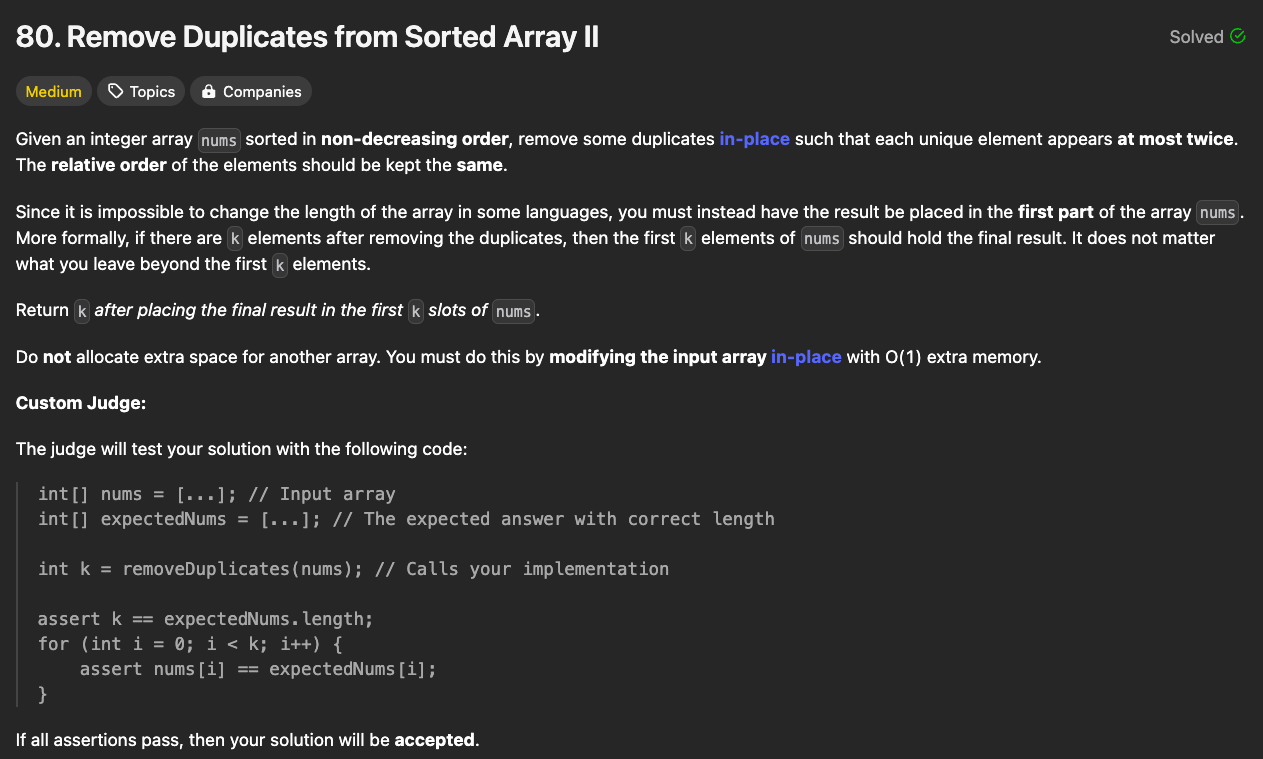 80. Remove Duplicates from Sorted Array II
Solved
Medium Topics Companies
Given an integer array nums sorted in non-decreasing order, remove some duplicates in-place such that each unique element appears at most twice.
The relative order of the elements should be kept the same.
Since it is impossible to change the length of the array in some languages, you must instead have the result be placed in the first part of the array nums.
More formally, if there are k elements after removing the duplicates, then the first k elements of nums should hold the final result. It does not matter
what you leave beyond the first k elements.
Return k after placing the final result in the first k slots of nums.
Do not allocate extra space for another array. You must do this by modifying the input array in-place with O(1) extra memory.
Custom Judge:
The judge will test your solution with the following code:
int[] nums = [...]; // Input array
int[] expectedNums = [...]; // The expected answer with correct length
int k = removeDuplicates(nums); // Calls your implementation
assert k == expectedNums.length;
for (int i = 0; i < k; i++) {
    assert nums[i] == expectedNums[i];
}
If all assertions pass, then your solution will be accepted.